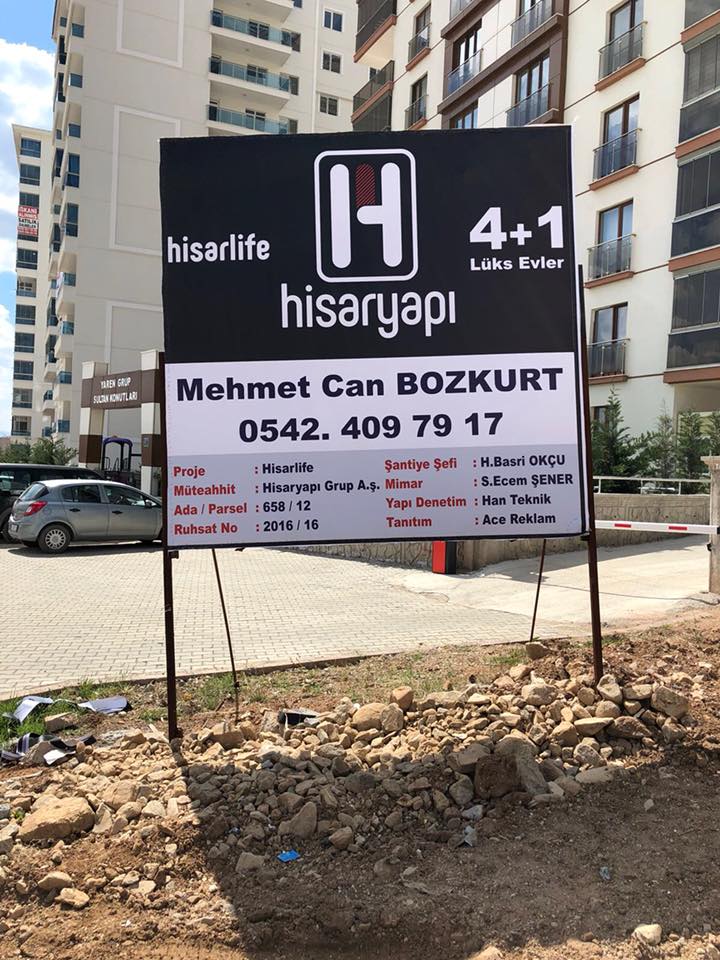 hisarlife
H
hisaryapı
4+1
Lüks Evler
Mehmet Can BOZKURT
0542. 409 79 17
Proje : Hisarlife
Müteahhit : Hisaryapı Grup A.ş.
Ada / Parsel : 658 / 12
Ruhsat No : 2016 / 16
Şantiye Şefi : H.Basri OKÇU
Mimar : S.Ecem ŞENER
Yapı Denetim : Han Teknik
Tanıtım : Ace Reklam
YAREN GRUP
SULTAN KONUTLARI
SATILIK